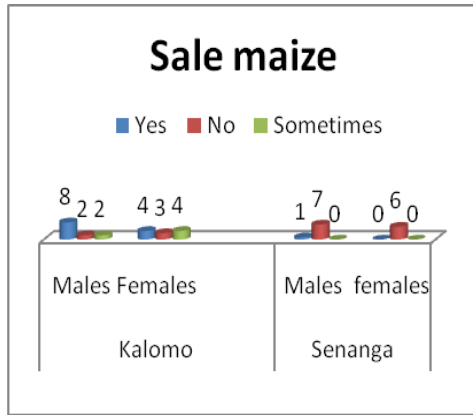 Sale maize
Yes No Sometimes
8 2 2 4 3 4 1 7 0 0 6 0
Males Females Males females
Kalomo Senanga